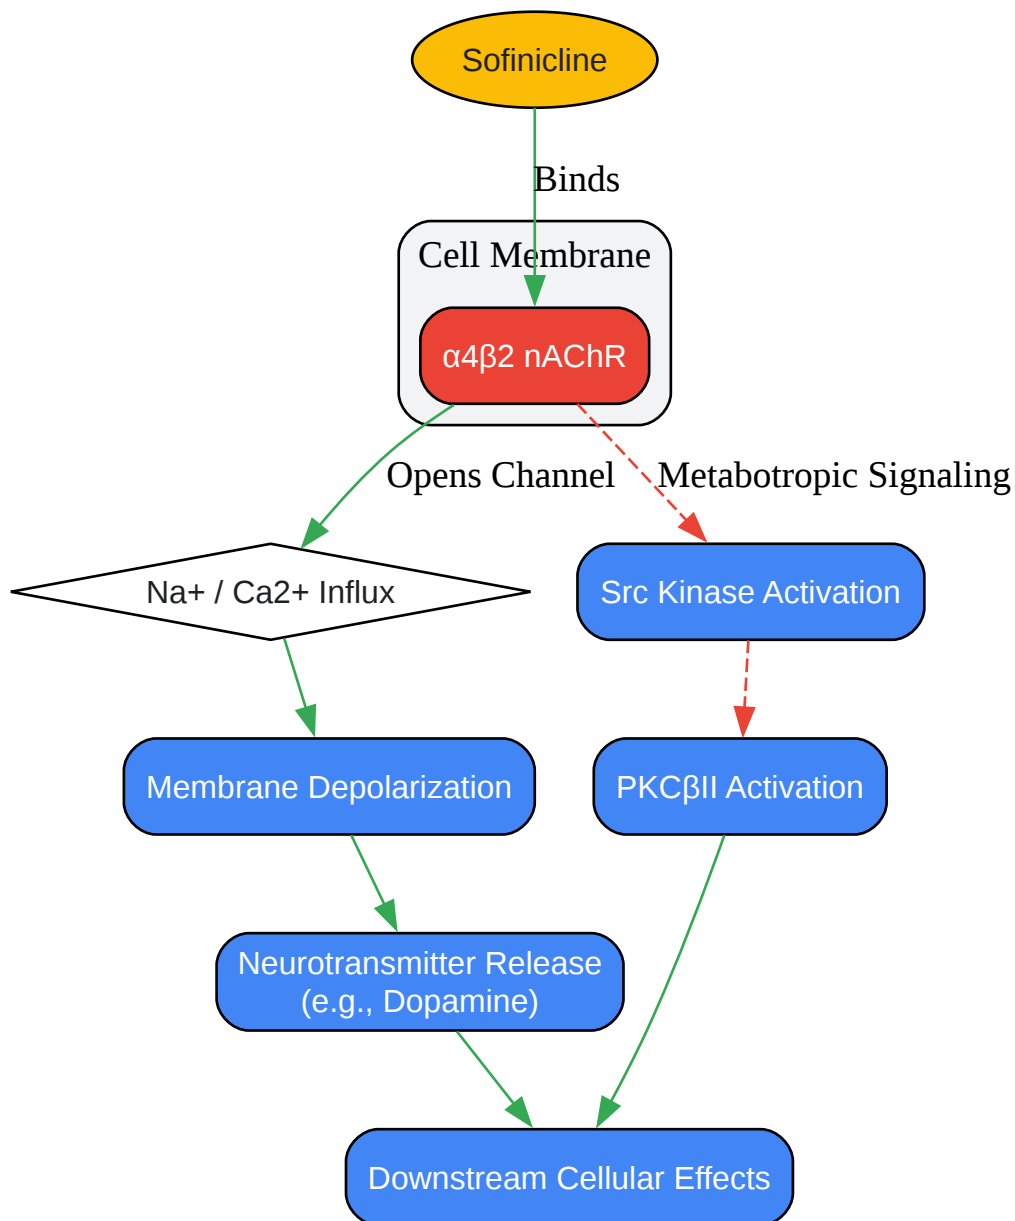 Sofinicline
Binds
Cell Membrane
α4β2 nAChR
Opens Channel
Metabotropic Signaling
Na+ / Ca2+ Influx
Src Kinase Activation
Membrane Depolarization
PKCβII Activation
Neurotransmitter Release
(e.g., Dopamine)
Downstream Cellular Effects